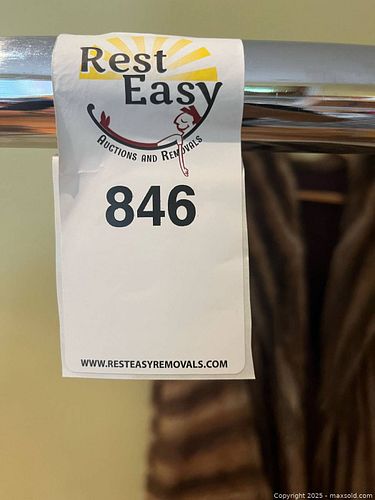 Rest
Easy
AUCTIONS AND REMOVALS
846
WWW.RESTEASYREMOVALS.COM
Copyright 2025 - maxsold.com